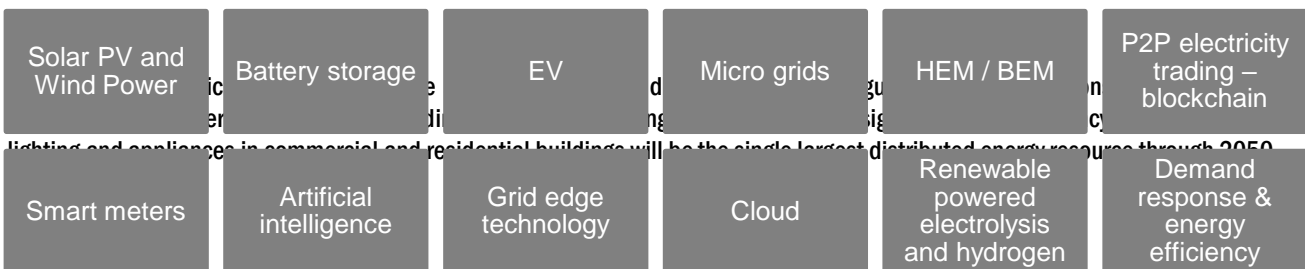 Solar PV and
Wind Power
Battery storage
EV
Micro grids
HEM / BEM
P2P electricity
trading –
blockchain
lighting and appliances in commercial and residential buildings will be the single largest distributed energy resource through 2050
Smart meters
Artificial
intelligence
Grid edge
technology
Cloud
Renewable
powered
electrolysis
and hydrogen
Demand
response &
energy
efficiency